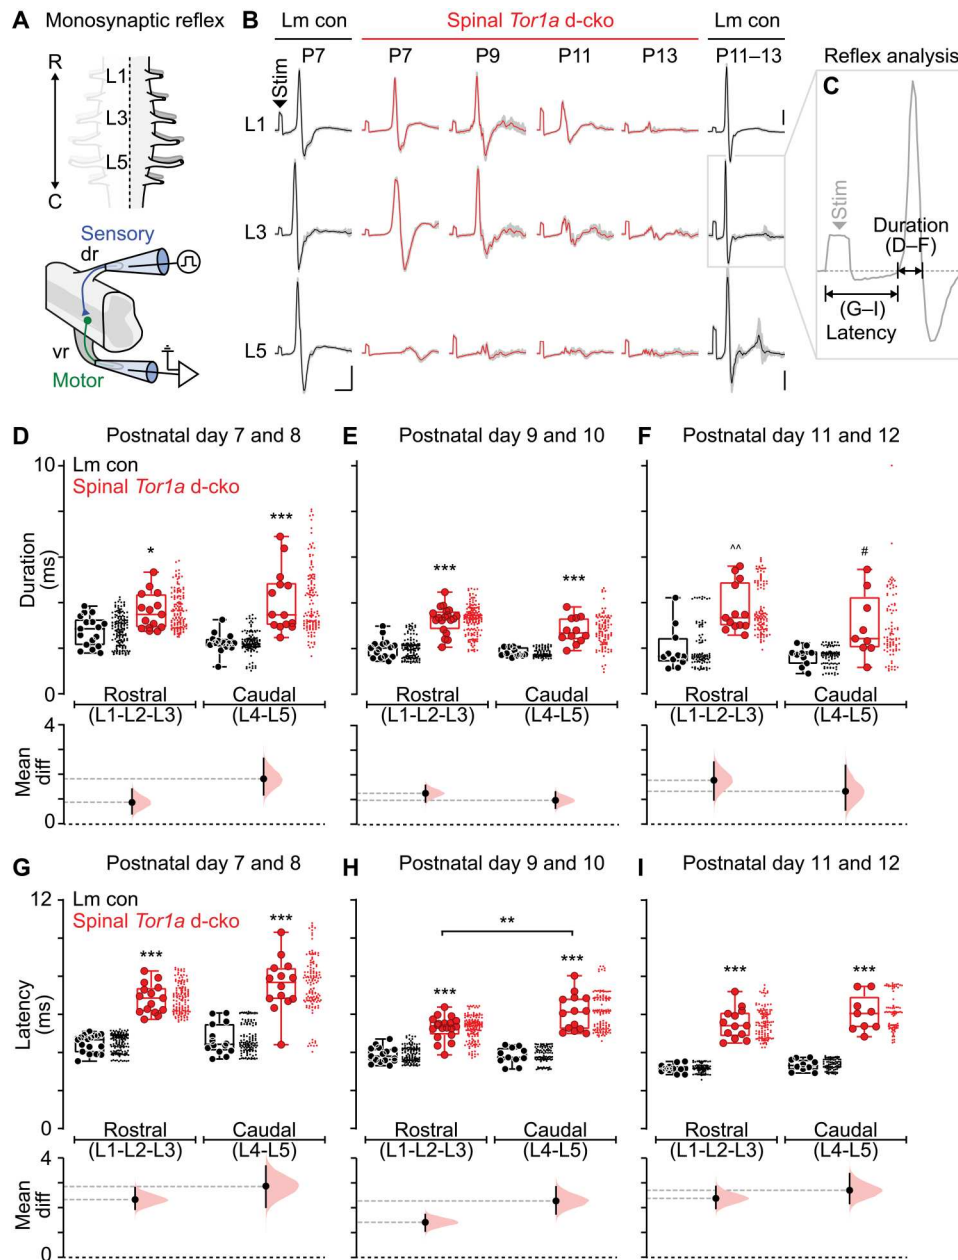 A Monosynaptic reflex
R
L1
L3
L5
C
Sensory
dr
vr
Motor
B Lm con Spinal Tor1a d-cko Lm con
P7 P7 P9 P11 P13 P11–13
Stim
L1
L3
L5
Reflex analysis
C
Stim
Duration
(D–F)
(G–I)
Latency
D Postnatal day 7 and 8
E Postnatal day 9 and 10
F Postnatal day 11 and 12
Lm con
Spinal Tor1a d-cko
10
Duration
(ms)
0
* *** *** *** ^^ #
Rostral Caudal Rostral Caudal Rostral Caudal
(L1-L2-L3) (L4-L5) (L1-L2-L3) (L4-L5) (L1-L2-L3) (L4-L5)
4
Mean
diff
2
0
G Postnatal day 7 and 8
H Postnatal day 9 and 10
I Postnatal day 11 and 12
Lm con
Spinal Tor1a d-cko
12
Latency
(ms)
0
*** *** ** *** *** *** ***
Rostral Caudal Rostral Caudal Rostral Caudal
(L1-L2-L3) (L4-L5) (L1-L2-L3) (L4-L5) (L1-L2-L3) (L4-L5)
4
Mean
diff
2
0